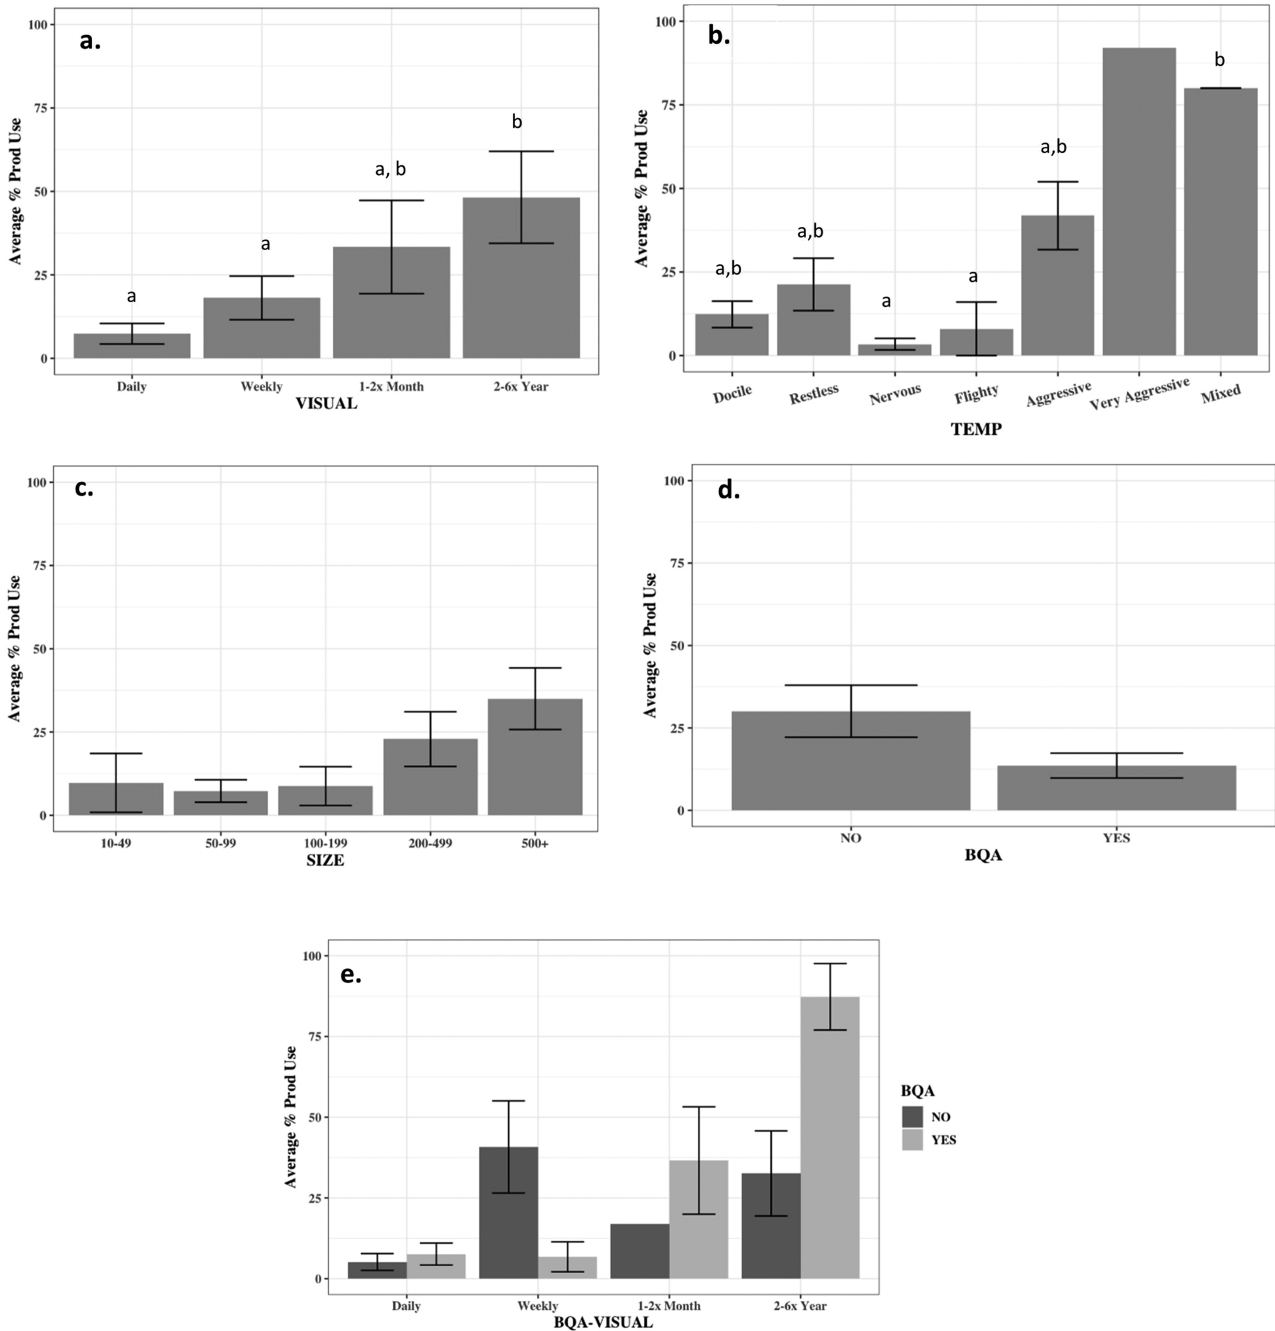 a.
Average % Prod Use
100
75
50
25
0
a
a
a, b
b
Daily
Weekly
1-2x Month
2-6x Year
VISUAL
b.
Average % Prod Use
100
75
50
25
0
a,b
a,b
a
a
a,b
b
Docile
Restless
Nervous
Flighty
Aggressive
Very Aggressive
Mixed
TEMP
c.
Average % Prod Use
100
75
50
25
0
10-49
50-99
100-199
200-499
500+
SIZE
d.
Average % Prod Use
100
75
50
25
0
NO
YES
BQA
e.
Average % Prod Use
100
75
50
25
0
Daily
Weekly
1-2x Month
2-6x Year
BQA-VISUAL
BQA
NO
YES